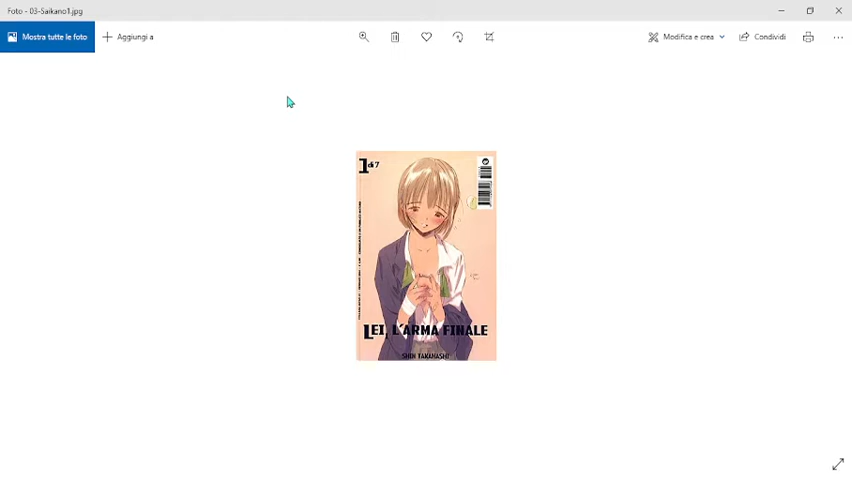 Foto - 03-Saikano1.jpg
Mostra tutte le foto
Aggiungi a
Modifica e crea
Condividi
1 di 7
LEI, L'ARMA FINALE
SHIN TAKAHASHI